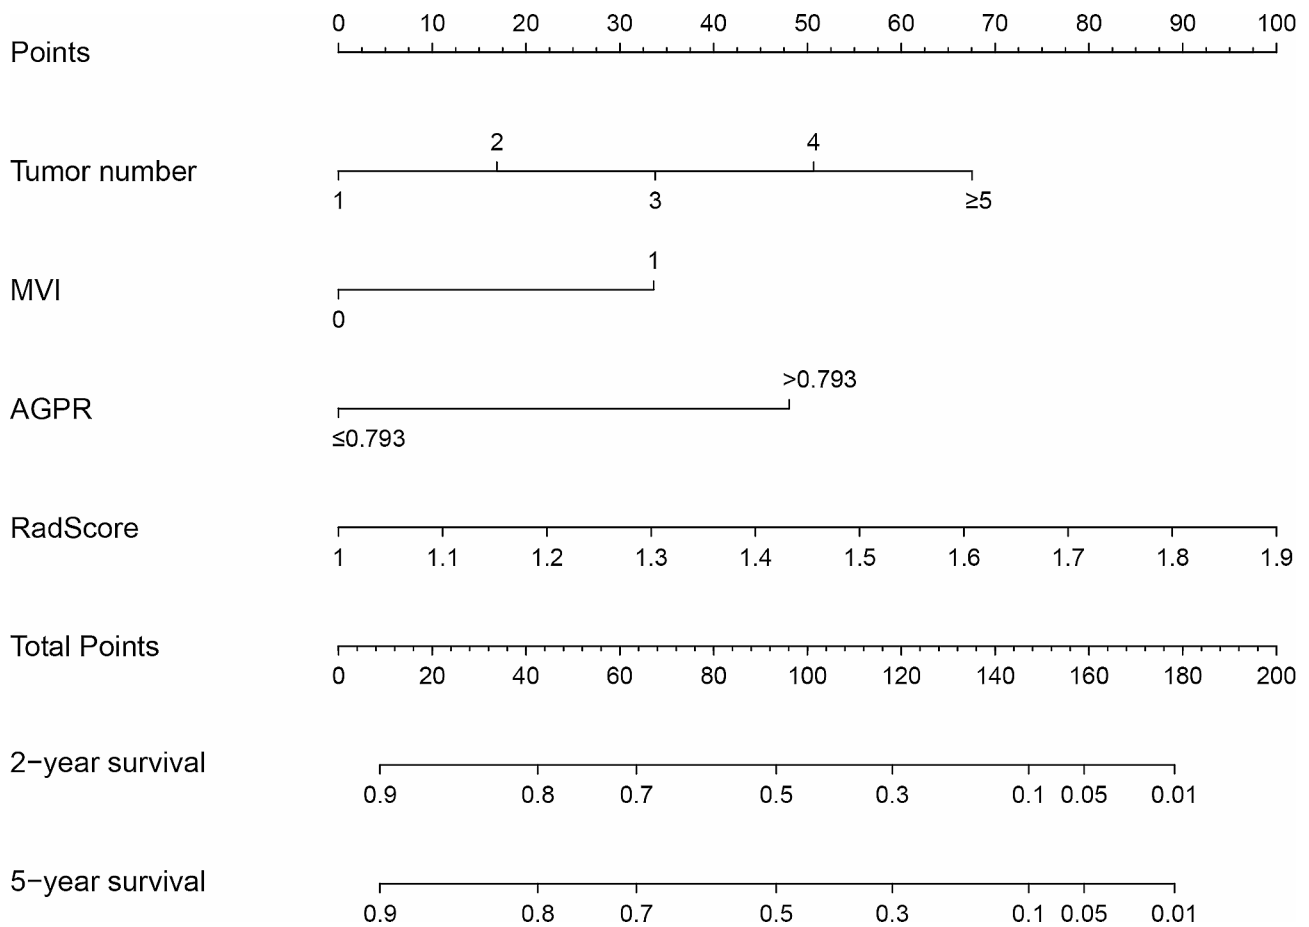 0 10 20 30 40 50 60 70 80 90 100
Points
2 4
Tumor number
1 3 ≥5
1
MVI
0
>0.793
AGPR
≤0.793
RadScore
1 1.1 1.2 1.3 1.4 1.5 1.6 1.7 1.8 1.9
Total Points
0 20 40 60 80 100 120 140 160 180 200
2−year survival
0.9 0.8 0.7 0.5 0.3 0.1 0.05 0.01
5−year survival
0.9 0.8 0.7 0.5 0.3 0.1 0.05 0.01